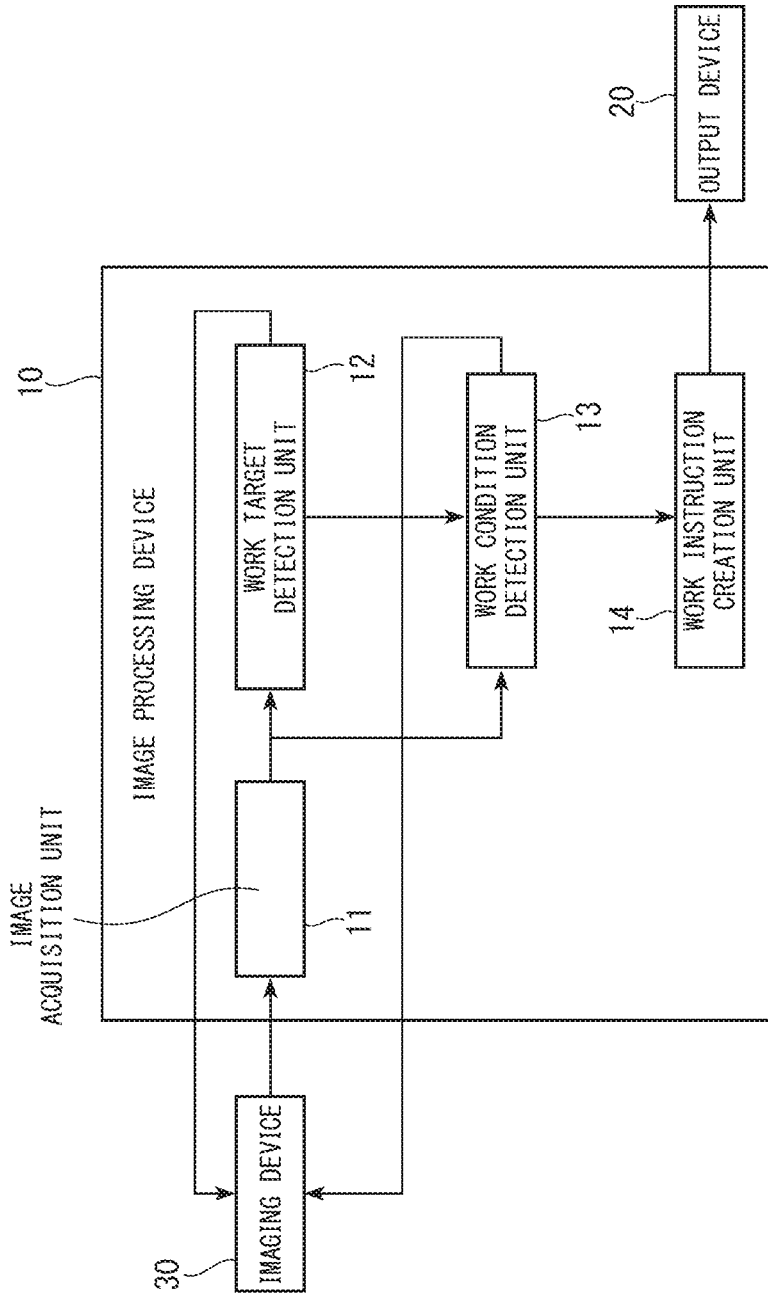 IMAGE
ACQUISITION UNIT
10
IMAGE PROCESSING DEVICE
30
IMAGING DEVICE
11
WORK TARGET
DETECTION UNIT
12
WORK CONDITION
DETECTION UNIT
13
14
WORK INSTRUCTION
CREATION UNIT
20
OUTPUT DEVICE